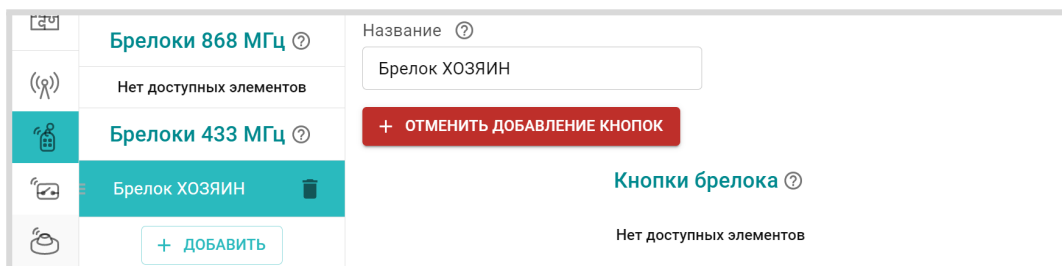 Брелоки 868 МГц
Нет доступных элементов
Брелоки 433 МГц
Брелок ХОЗЯИН
+ ДОБАВИТЬ
Название
Брелок ХОЗЯИН
+ ОТМЕНИТЬ ДОБАВЛЕНИЕ КНОПОК
Кнопки брелока
Нет доступных элементов